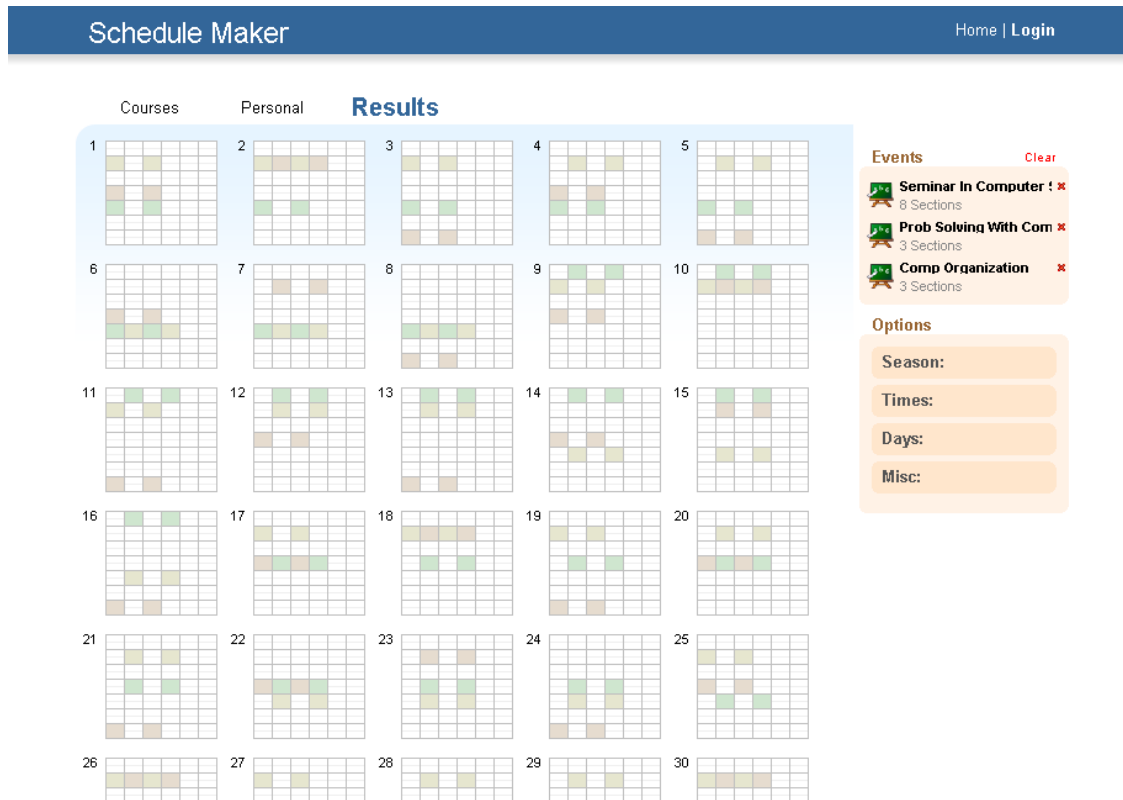 Schedule Maker
Home | Login
Courses Personal Results
1 2 3 4 5
6 7 8 9 10
11 12 13 14 15
16 17 18 19 20
21 22 23 24 25
26 27 28 29 30
Events Clear
Seminar In Computer
8 Sections
Prob Solving With Com
3 Sections
Comp Organization
3 Sections
Options
Season:
Times:
Days:
Misc: